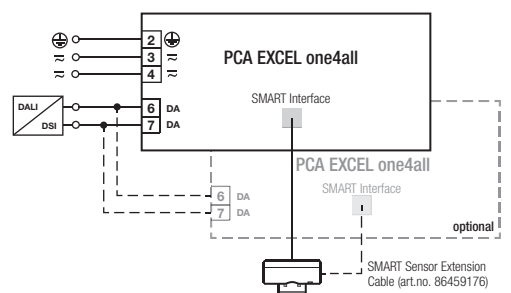 2
3
4
PCA EXCEL one4all
SMART Interface
DALI
DSI
6 DA
7 DA
PCA EXCEL one4all
SMART Interface
6 DA
7 DA
optional
SMART Sensor Extension
Cable (art.no. 86459176)